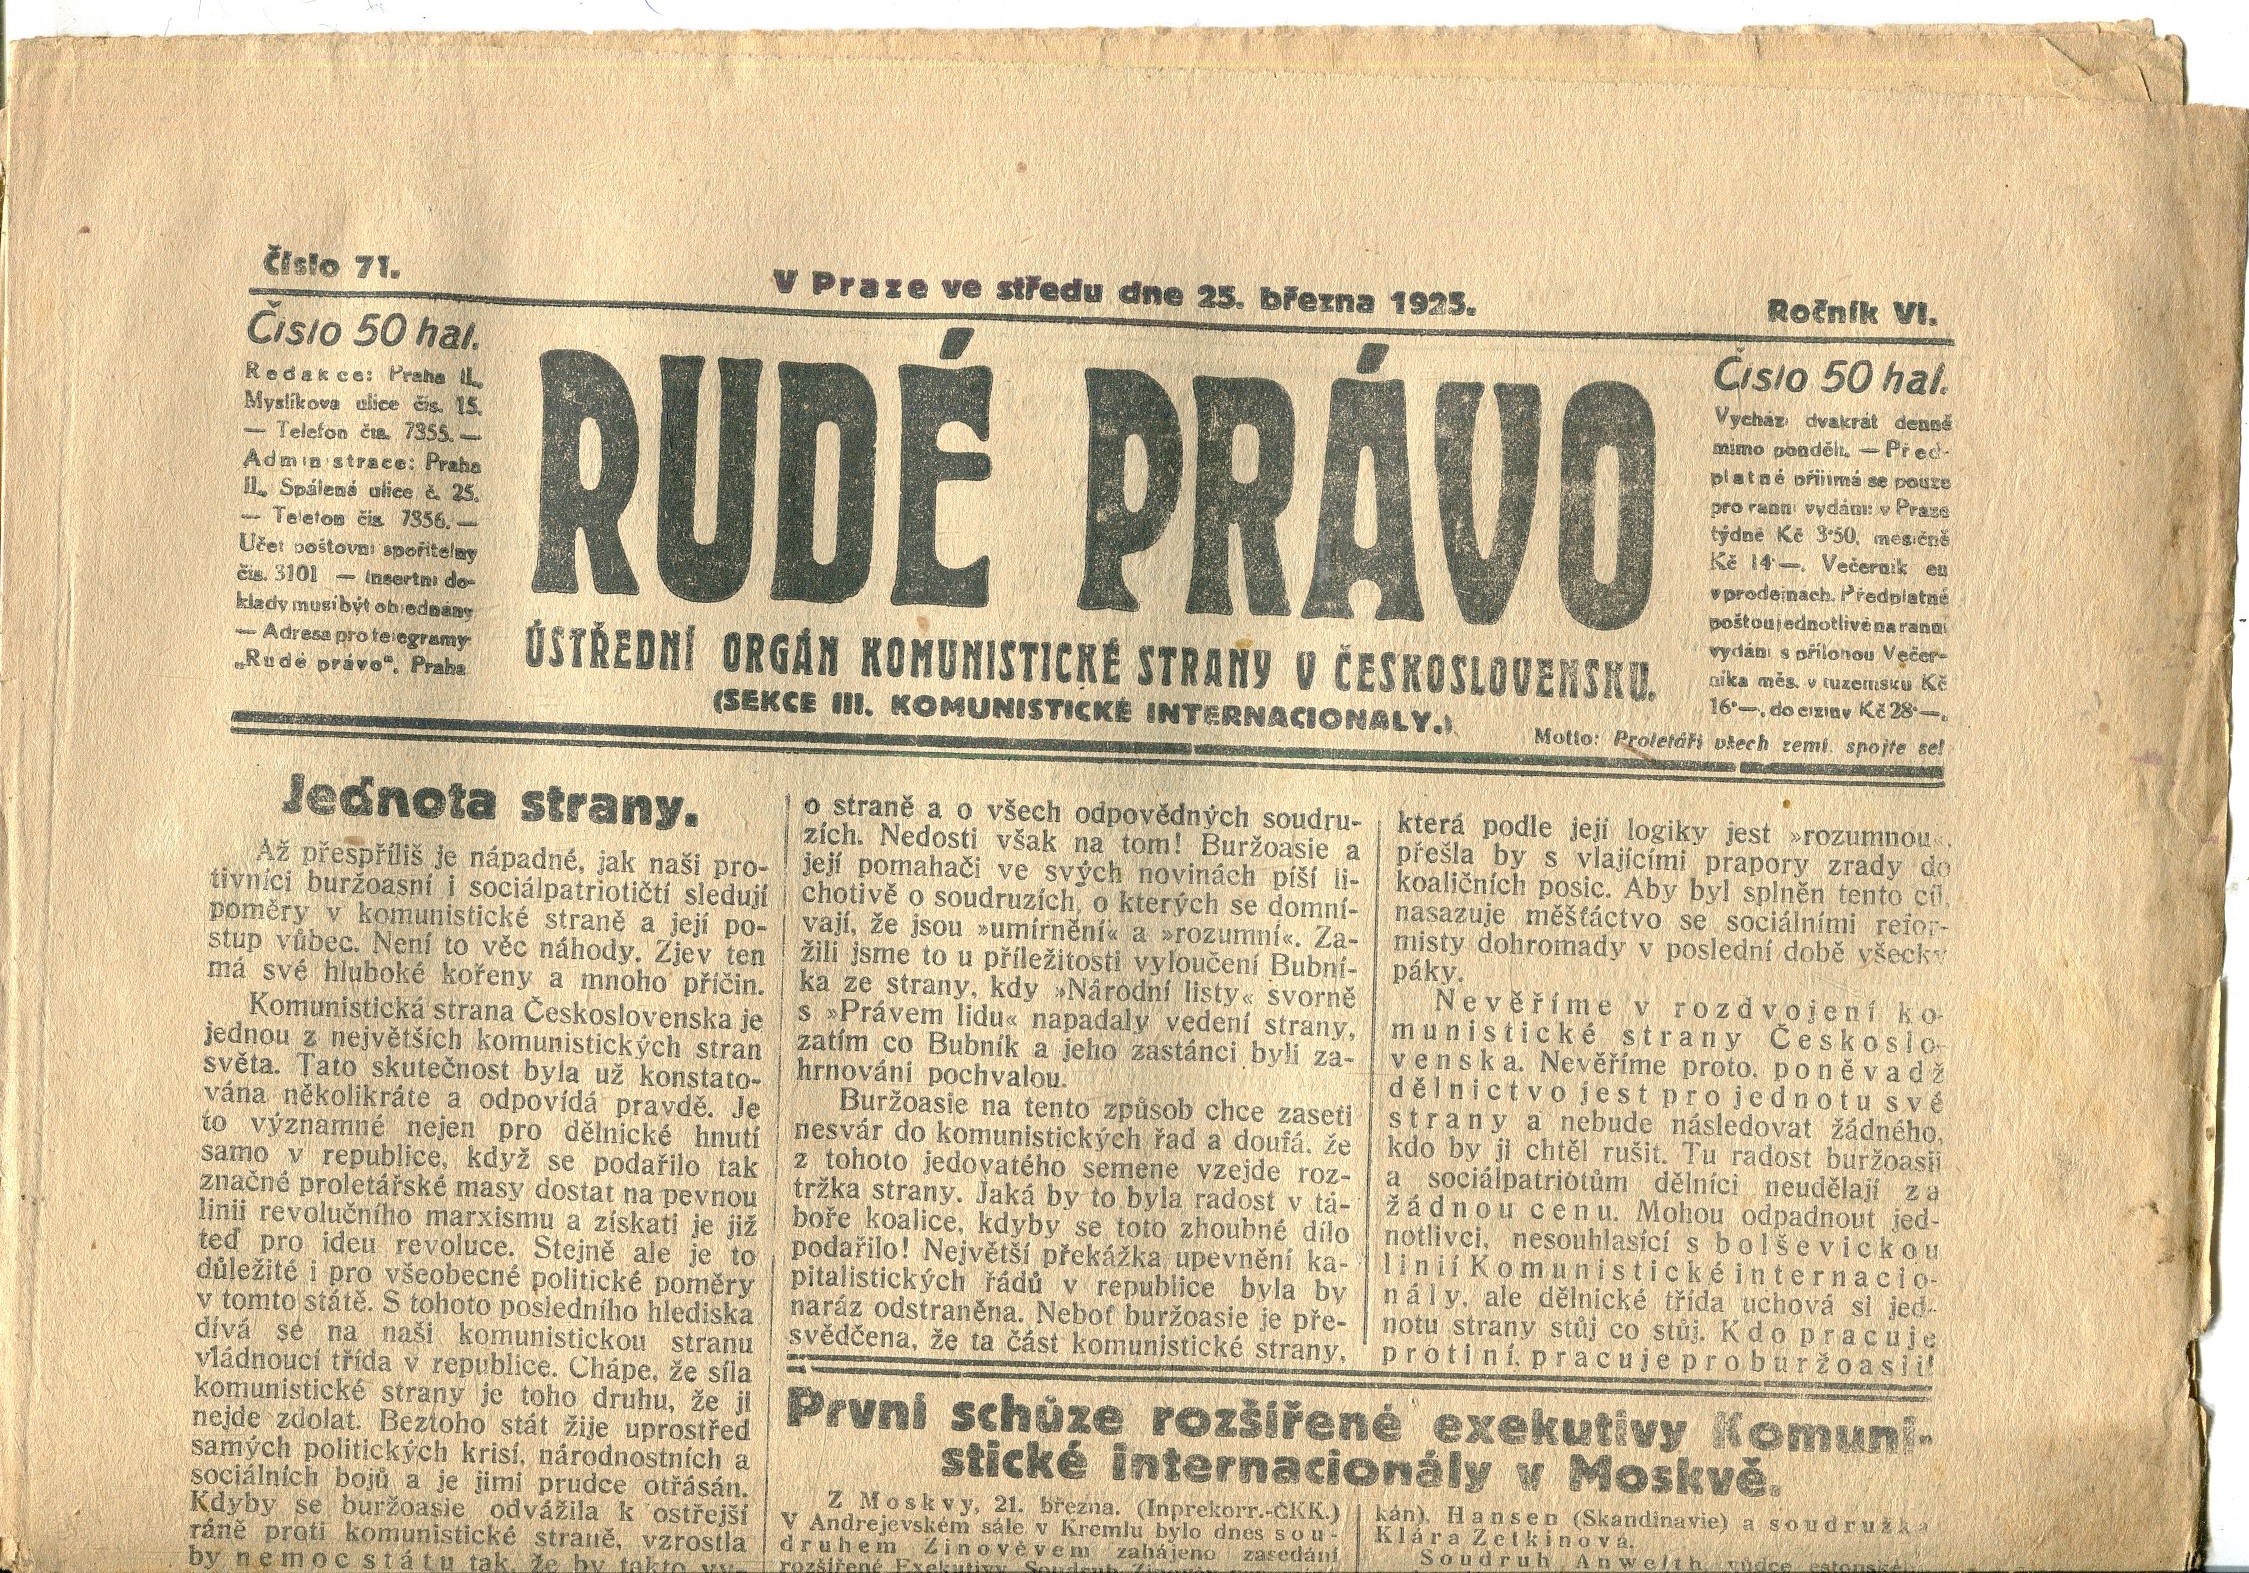 Číslo 71.
V Praze ve středu dne 25. března 1925.
Ročník VI.
Číslo 50 hal.
Redakce: Praha II.,
Myslíkova ulice čís. 15.
— Telefon čís. 7355. —
Administrace: Praha
II., Spálená ulice č. 25.
— Telefon čís. 7356. —
Účet poštovní spořitelny
čís. 3101 — Insertní do-
klady musí být objednány
— Adresa pro telegramy
„Rudé právo“, Praha
RUDÉ PRÁVO
ÚSTŘEDNÍ ORGÁN KOMUNISTICKÉ STRANY V ČESKOSLOVENSKU.
(SEKCE III. KOMUNISTICKÉ INTERNACIONALY.)
Číslo 50 hal.
Vychází dvakrát denně
mimo pondělí. — Před-
platné přijímá se pouze
pro ranní vydání: v Praze
týdně Kč 3·50, měsíčně
Kč 14·—. Večerník en
v prodejnách. Předplatné
poštou jednotlivě na ranní
vydání s přílohou Večer-
níka měs. v tuzemsku Kč
16·—, do ciziny Kč 28·—.
Motto: Proletáři všech zemí, spojte se!
Jednota strany.
Až přespříliš je nápadné, jak naši pro-
tivníci buržoasní i sociálpatriotičtí sledují
poměry v komunistické straně a její po-
stup vůbec. Není to věc náhody. Zjev ten
má své hluboké kořeny a mnoho příčin.
Komunistická strana Československa je
jednou z největších komunistických stran
světa. Tato skutečnost byla už konstato-
vána několikráte a odpovídá pravdě. Je
to významné nejen pro dělnické hnutí
samo v republice, když se podařilo tak
značné proletářské masy dostat na pevnou
linii revolučního marxismu a získati je již
teď pro ideu revoluce. Stejně ale je to
důležité i pro všeobecné politické poměry
v tomto státě. S tohoto posledního hlediska
dívá se na naši komunistickou stranu
vládnoucí třída v republice. Chápe, že síla
komunistické strany je toho druhu, že ji
nejde zdolat. Beztoho stát žije uprostřed
samých politických krisí, národnostních a
sociálních bojů a je jimi prudce otřásán.
Kdyby se buržoasie odvážila k ostřejší
ráně proti komunistické straně, vzrostla
by nemoc státu tak, že by takto vy-
o straně a o všech odpovědných soudru-
zích. Nedosti však na tom! Buržoasie a
její pomahači ve svých novinách píší li-
chotivě o soudruzích, o kterých se domní-
vají, že jsou »umírnění« a »rozumní«. Za-
žili jsme to u příležitosti vyloučení Bubní-
ka ze strany, kdy »Národní listy« svorně
s »Právem lidu« napadaly vedení strany,
zatím co Bubník a jeho zastánci byli za-
hrnováni pochvalou.
Buržoasie na tento způsob chce zaseti
nesvár do komunistických řad a doufá, že
z tohoto jedovatého semene vzejde roz-
tržka strany. Jaká by to byla radost v tá-
boře koalice, kdyby se toto zhoubné dílo
podařilo! Největší překážka upevnění ka-
pitalistických řádů v republice byla by
naráz odstraněna. Neboť buržoasie je pře-
svědčena, že ta část komunistické strany,
která podle její logiky jest »rozumnou«,
přešla by s vlajícími prapory zrady do
koaličních posic. Aby byl splněn tento cíl,
nasazuje měšťáctvo se sociálními refor-
misty dohromady v poslední době všecky
páky.
Nevěříme v rozdvojení ko-
munistické strany Českoslo-
venska. Nevěříme proto, poněvadž
dělnictvo jest pro jednotu své
strany a nebude následovat žádného,
kdo by ji chtěl rušit. Tu radost buržoasii
a sociálpatriotům dělníci neudělají za
žádnou cenu. Mohou odpadnout jed-
notlivci, nesouhlasící s bolševickou
linií Komunistické internacio-
nály, ale dělnické třída uchová si jed-
notu strany stůj co stůj. Kdo pracuje
proti ní, pracuje pro buržoasii!
První schůze rozšířené exekutivy Komuni-
stické internacionály v Moskvě.
Z Moskvy, 21. března. (Inprekorr.-ČKK.)
V Andrejevském sále v Kremlu bylo dnes sou-
druhem Zinověvem zahájeno zasedání
rozšířené Exekutivy. Soudruh
kán), Hansen (Skandinavie) a soudružka
Klára Zetkinová.
Soudruh Anwelth, vůdce